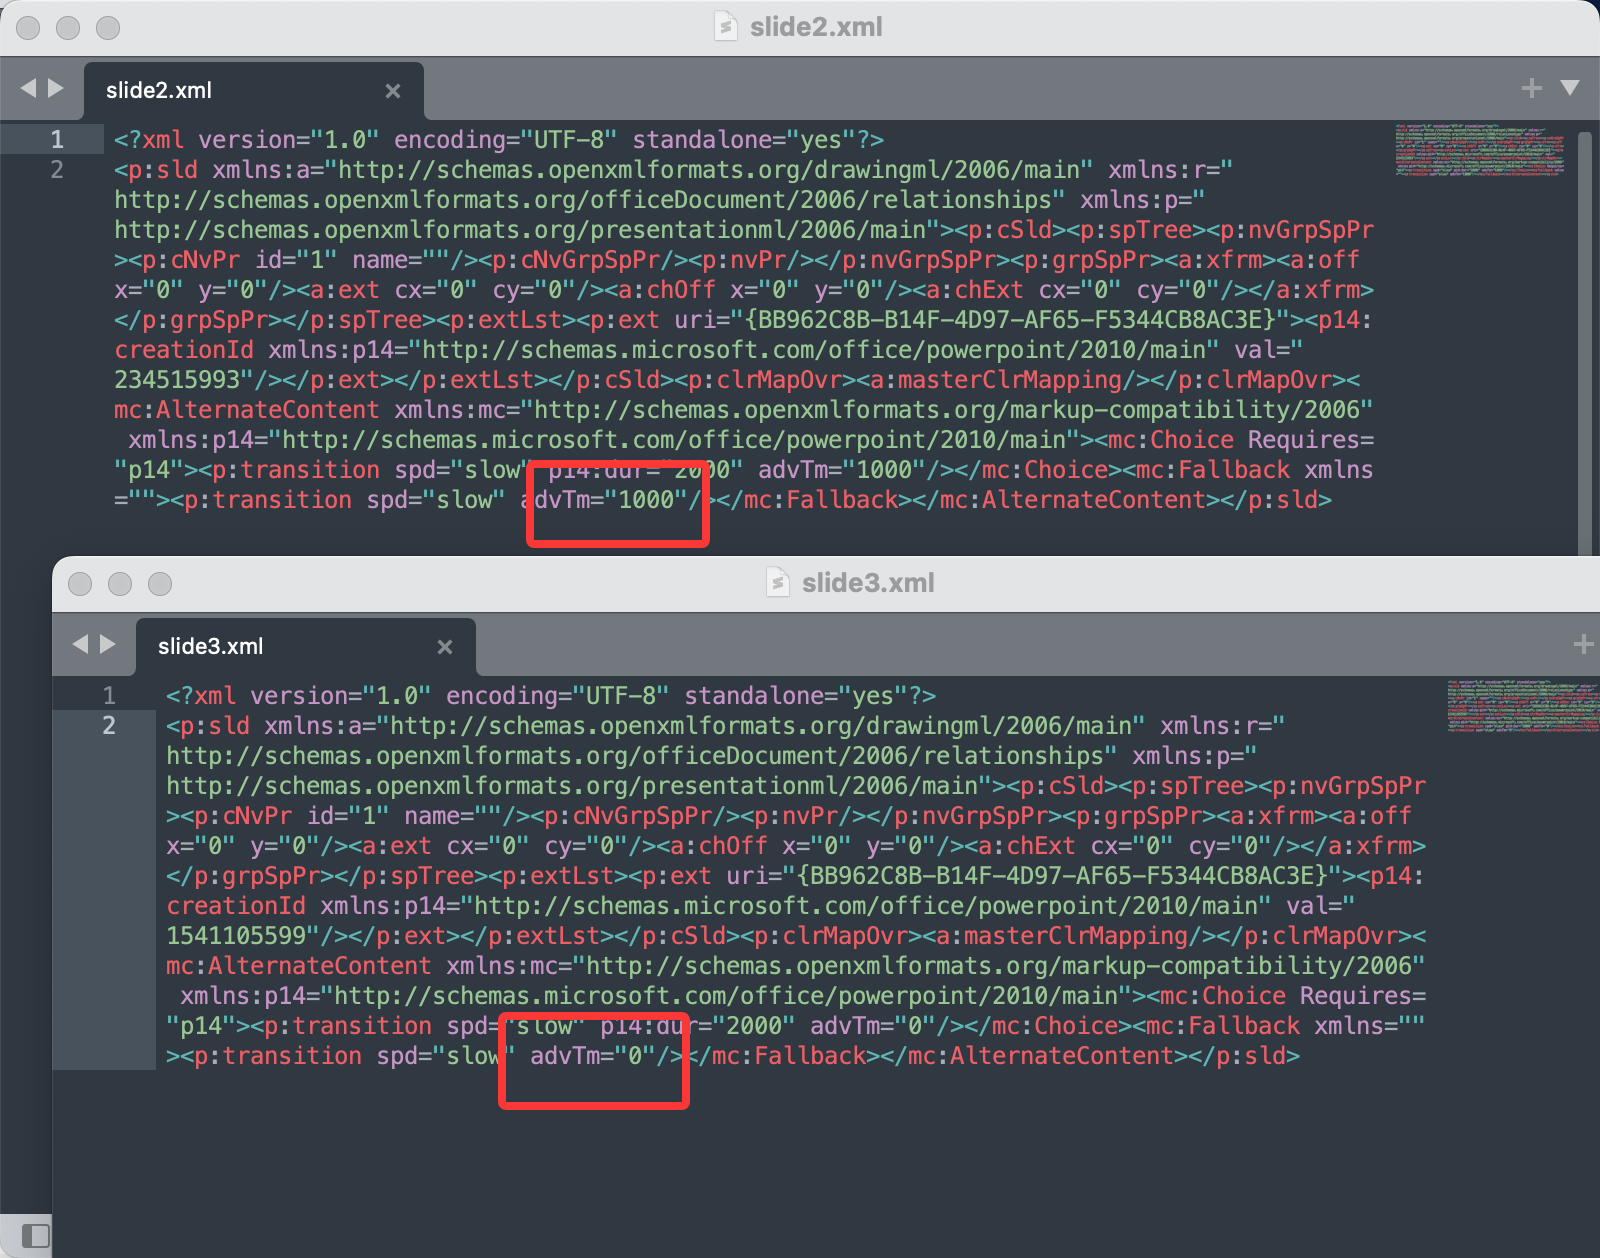 slide2.xml
slide2.xml
1 <?xml version="1.0" encoding="UTF-8" standalone="yes"?>
2 <p:sld xmlns:a="http://schemas.openxmlformats.org/drawingml/2006/main" xmlns:r="
http://schemas.openxmlformats.org/officeDocument/2006/relationships" xmlns:p="
http://schemas.openxmlformats.org/presentationml/2006/main"><p:cSld><p:spTree><p:nvGrpSpPr
><p:cNvPr id="1" name=""/><p:cNvGrpSpPr/><p:nvPr/></p:nvGrpSpPr><p:grpSpPr><a:xfrm><a:off
x="0" y="0"/><a:ext cx="0" cy="0"/><a:chOff x="0" y="0"/><a:chExt cx="0" cy="0"/></a:xfrm>
</p:grpSpPr></p:spTree><p:extLst><p:ext uri="{BB962C8B-B14F-4D97-AF65-F5344CB8AC3E}"><p14:
creationId xmlns:p14="http://schemas.microsoft.com/office/powerpoint/2010/main" val="
234515993"/></p:ext></p:extLst></p:cSld><p:clrMapOvr><a:masterClrMapping/></p:clrMapOvr><
mc:AlternateContent xmlns:mc="http://schemas.openxmlformats.org/markup-compatibility/2006"
xmlns:p14="http://schemas.microsoft.com/office/powerpoint/2010/main"><mc:Choice Requires=
"p14"><p:transition spd="slow" p14:dur="2000" advTm="1000"/></mc:Choice><mc:Fallback xmlns
=""><p:transition spd="slow" advTm="1000"/></mc:Fallback></mc:AlternateContent></p:sld>
slide3.xml
slide3.xml
1 <?xml version="1.0" encoding="UTF-8" standalone="yes"?>
2 <p:sld xmlns:a="http://schemas.openxmlformats.org/drawingml/2006/main" xmlns:r="
http://schemas.openxmlformats.org/officeDocument/2006/relationships" xmlns:p="
http://schemas.openxmlformats.org/presentationml/2006/main"><p:cSld><p:spTree><p:nvGrpSpPr
><p:cNvPr id="1" name=""/><p:cNvGrpSpPr/><p:nvPr/></p:nvGrpSpPr><p:grpSpPr><a:xfrm><a:off
x="0" y="0"/><a:ext cx="0" cy="0"/><a:chOff x="0" y="0"/><a:chExt cx="0" cy="0"/></a:xfrm>
</p:grpSpPr></p:spTree><p:extLst><p:ext uri="{BB962C8B-B14F-4D97-AF65-F5344CB8AC3E}"><p14:
creationId xmlns:p14="http://schemas.microsoft.com/office/powerpoint/2010/main" val="
1541105599"/></p:ext></p:extLst></p:cSld><p:clrMapOvr><a:masterClrMapping/></p:clrMapOvr><
mc:AlternateContent xmlns:mc="http://schemas.openxmlformats.org/markup-compatibility/2006"
xmlns:p14="http://schemas.microsoft.com/office/powerpoint/2010/main"><mc:Choice Requires=
"p14"><p:transition spd="slow" p14:dur="2000" advTm="0"/></mc:Choice><mc:Fallback xmlns=""
><p:transition spd="slow" advTm="0"/></mc:Fallback></mc:AlternateContent></p:sld>